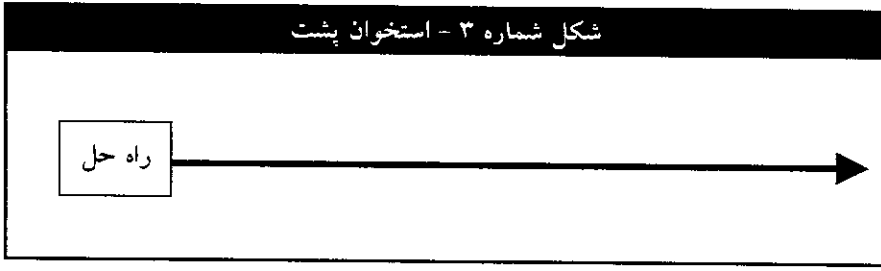 شکل شماره ۳ - استخوان پشت
راه حل